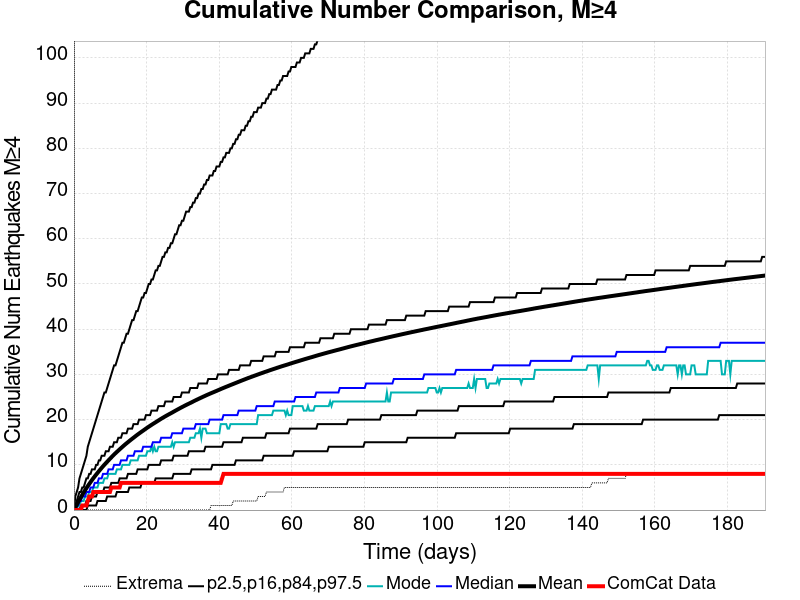 Cumulative Number Comparison, M≥4
Cumulative Num Earthquakes M≥4
100
90
80
70
60
50
40
30
20
10
0
0 20 40 60 80 100 120 140 160 180
Time (days)
Extrema p2.5,p16,p84,p97.5 Mode Median Mean ComCat Data